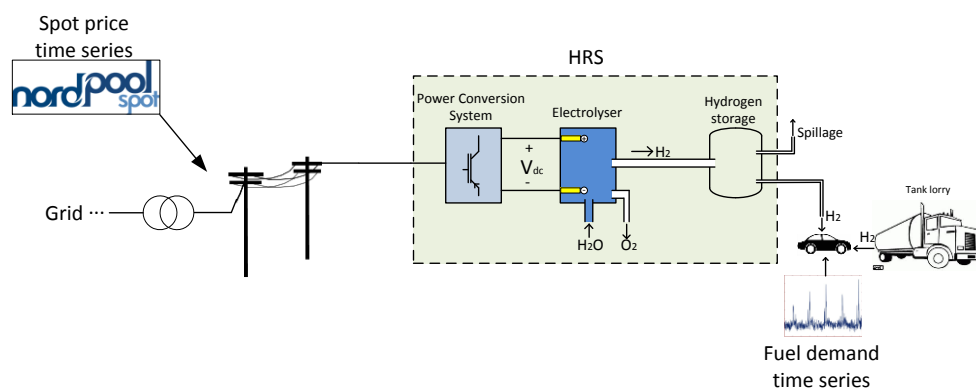 Spot price
time series
nordpool
spot
HRS
Power Conversion
System
Electrolyser
Hydrogen
storage
Spillage
+
Vdc
-
+
-
H2
H2O
O2
Grid ...
H2
H2
Tank lorry
Fuel demand
time series